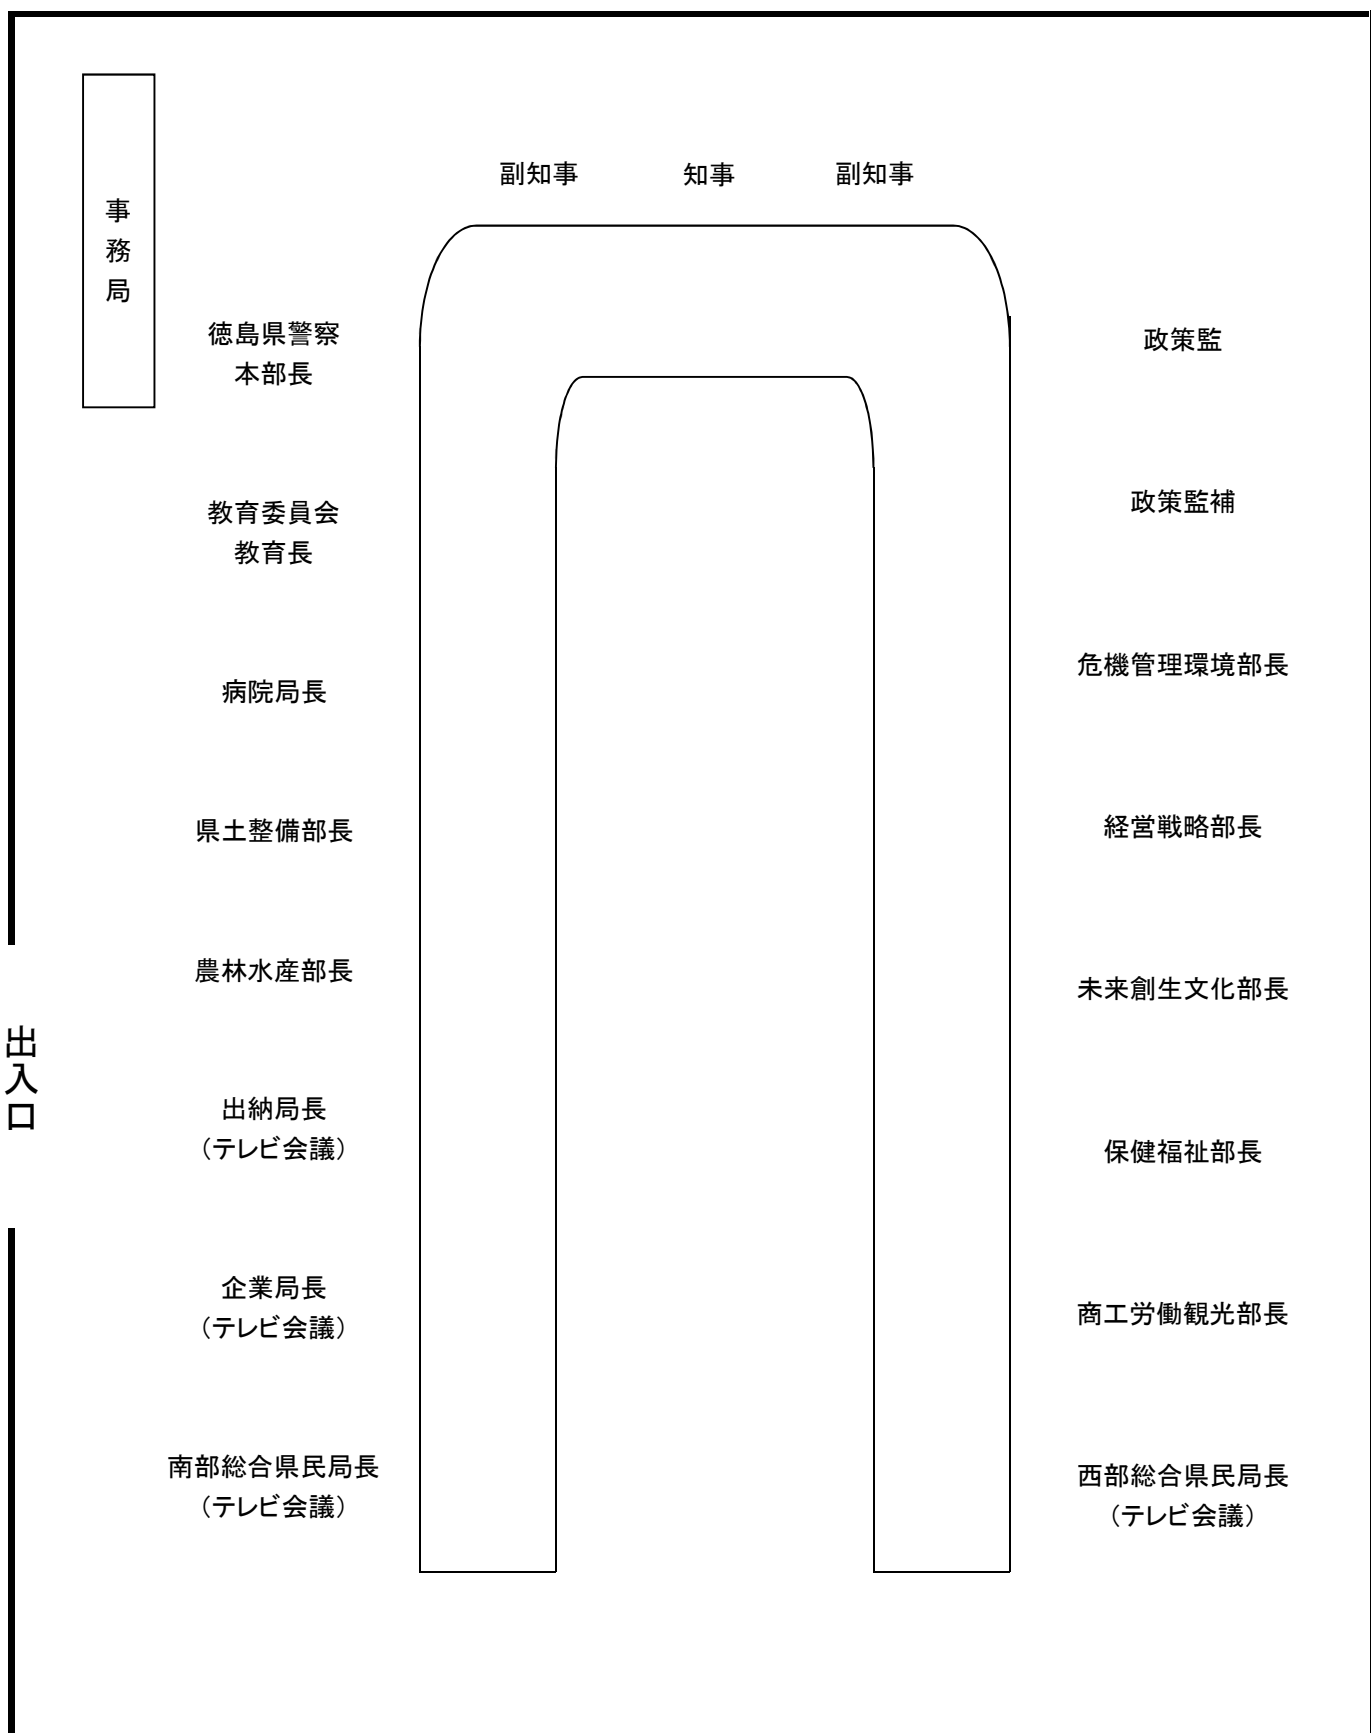 副知事
知事
副知事
事務局
徳島県警察
本部長
教育委員会
教育長
病院局長
県土整備部長
農林水産部長
出納局長
（テレビ会議）
企業局長
（テレビ会議）
南部総合県民局長
（テレビ会議）
政策監
政策監補
危機管理環境部長
経営戦略部長
未来創生文化部長
保健福祉部長
商工労働観光部長
西部総合県民局長
（テレビ会議）
出入口